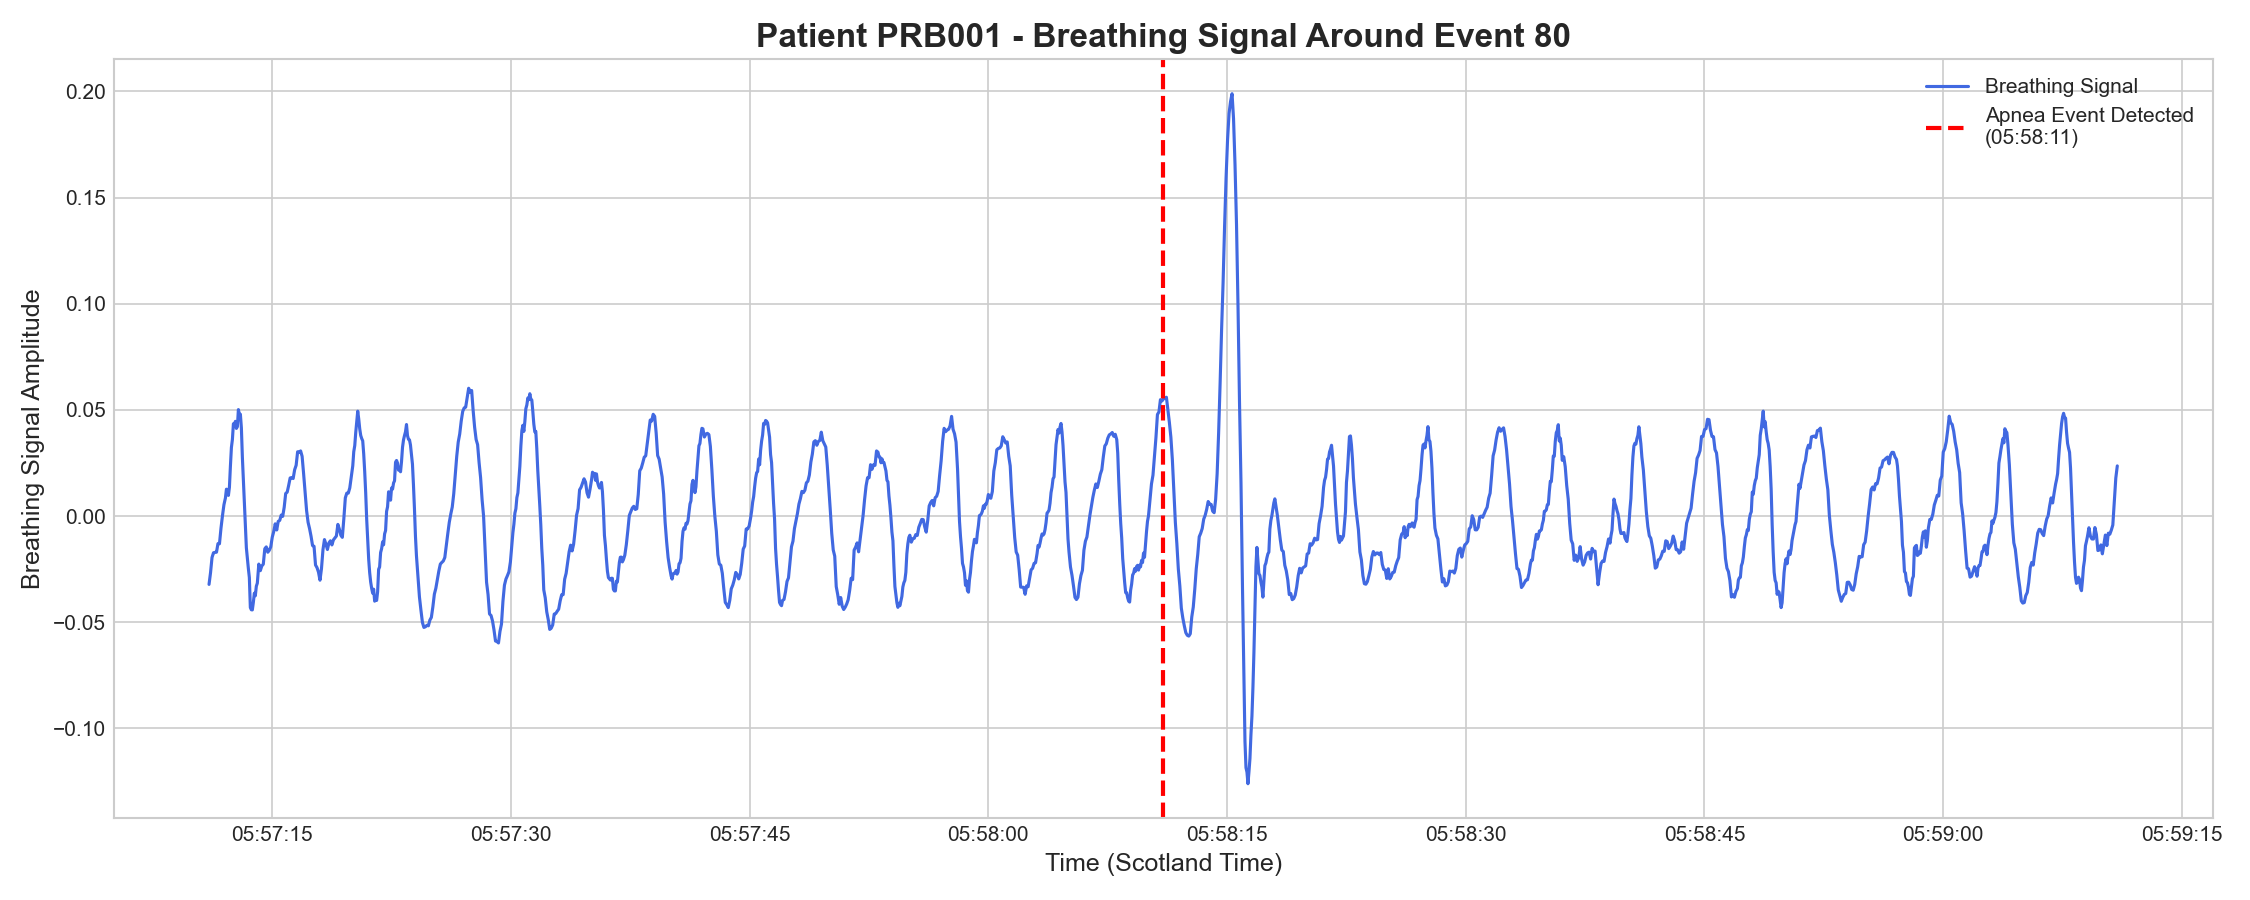 Patient PRB001 - Breathing Signal Around Event 80
Breathing Signal
Apnea Event Detected
(05:58:11)
Breathing Signal Amplitude
0.20
0.15
0.10
0.05
0.00
−0.05
−0.10
05:57:15 05:57:30 05:57:45 05:58:00 05:58:15 05:58:30 05:58:45 05:59:00 05:59:15
Time (Scotland Time)